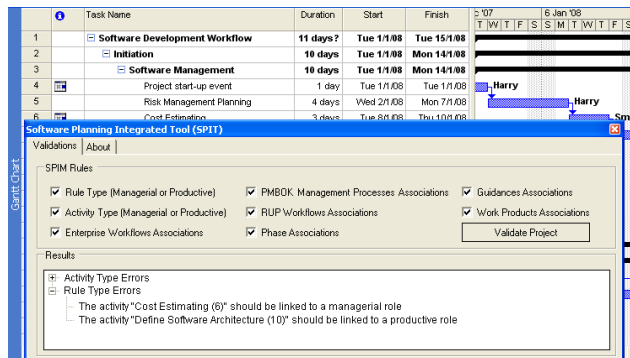 Task Name Duration Start Finish '07 6 Jan '08
T W T F S S M T W T F S
1 Software Development Workflow 11 days? Tue 1/1/08 Tue 15/1/08
2 Initiation 10 days Tue 1/1/08 Mon 14/1/08
3 Software Management 10 days Tue 1/1/08 Mon 14/1/08
4 Project start-up event 1 day Tue 1/1/08 Tue 1/1/08 Harry
5 Risk Management Planning 4 days Wed 2/1/08 Mon 7/1/08 Harry
6 Cost Estimating 3 days Tue 8/1/08 Thu 10/1/08 Sm
Gantt Chart
Software Planning Integrated Tool (SPIT)
Validations About
SPIM Rules
Rule Type (Managerial or Productive) PMBOK Management Processes Associations Guidances Associations
Activity Type (Managerial or Productive) RUP Workflows Associations Work Products Associations
Enterprise Workflows Associations Phase Associations Validate Project
Results
Activity Type Errors
Rule Type Errors
The activity "Cost Estimating (6)" should be linked to a managerial role
The activity "Define Software Architecture (10)" should be linked to a productive role